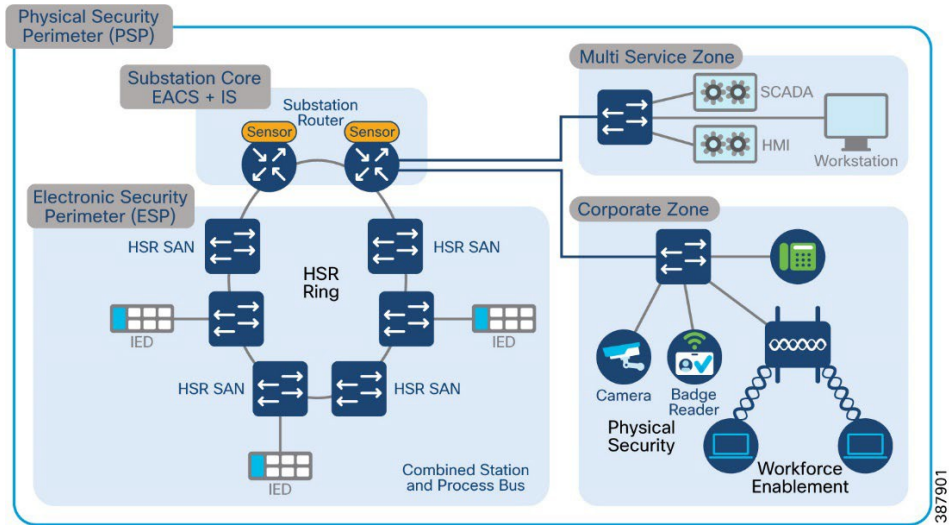 Physical Security
Perimeter (PSP)
Substation Core
EACS + IS
Substation
Router
Sensor
Sensor
Multi Service Zone
SCADA
HMI
Workstation
Electronic Security
Perimeter (ESP)
HSR SAN
HSR SAN
HSR
Ring
IED
IED
HSR SAN
HSR SAN
IED
Combined Station
and Process Bus
Corporate Zone
Camera
Badge
Reader
Physical
Security
Workforce
Enablement
387901